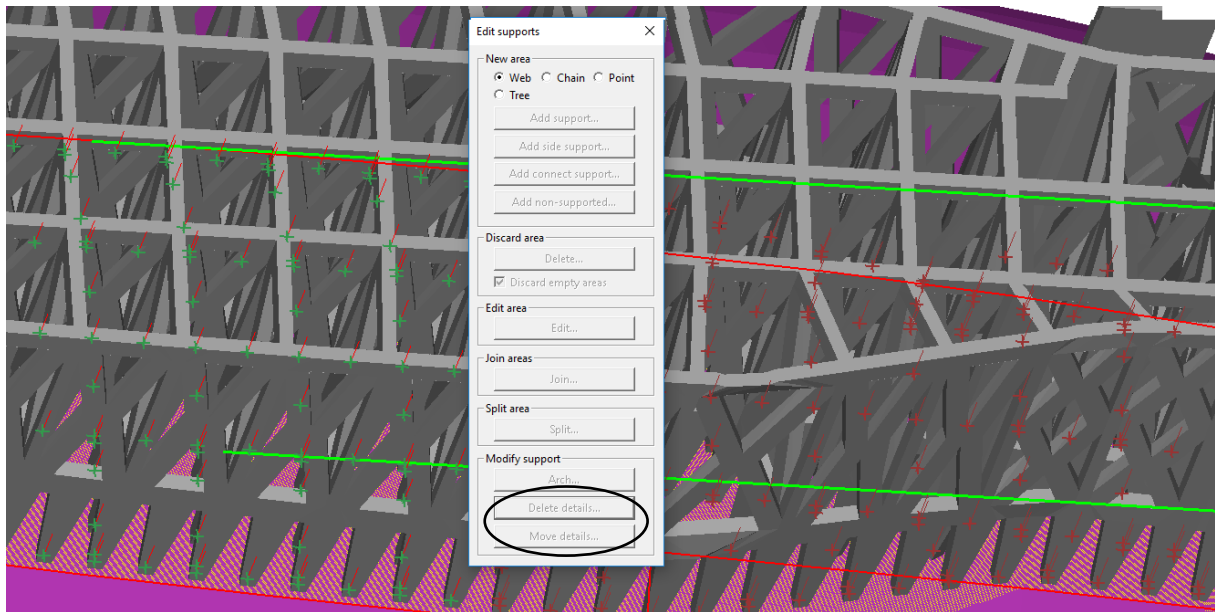 Edit supports
New area
Web Chain Point
Tree
Add support...
Add side support...
Add connect support...
Add non-supported...
Discard area
Delete...
Discard empty areas
Edit area
Edit...
Join areas
Join...
Split area
Split...
Modify support
Arch...
Delete details...
Move details...